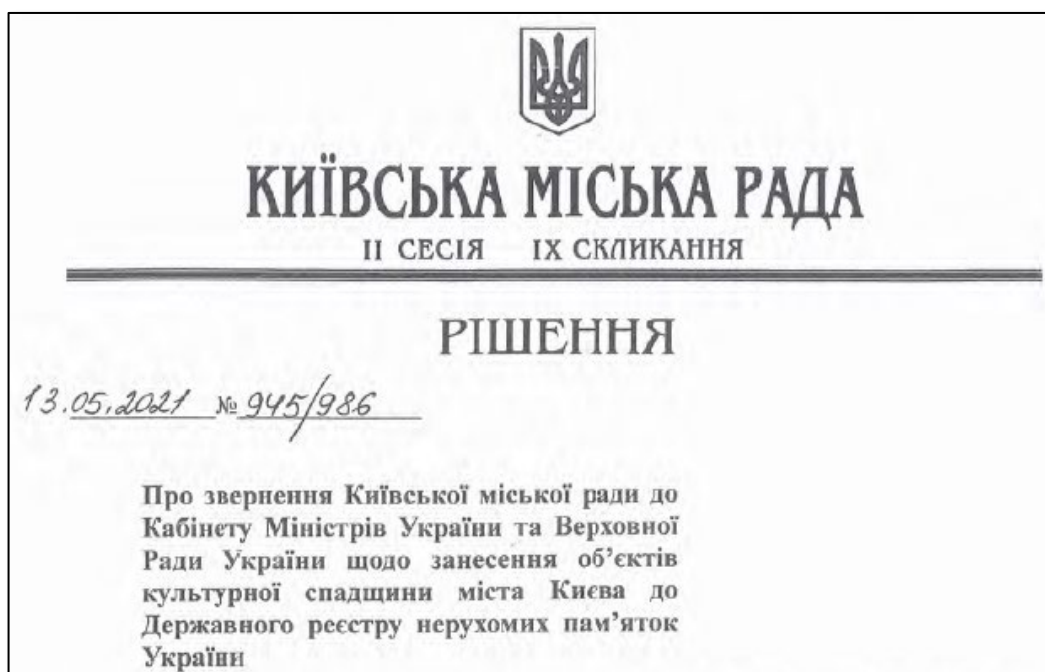 КИЇВСЬКА МІСЬКА РАДА
II СЕСІЯ IX СКЛИКАННЯ
РІШЕННЯ
13.05.2021 № 945/986
Про звернення Київської міської ради до
Кабінету Міністрів України та Верховної
Ради України щодо занесення об’єктів
культурної спадщини міста Києва до
Державного реєстру нерухомих пам’яток
України